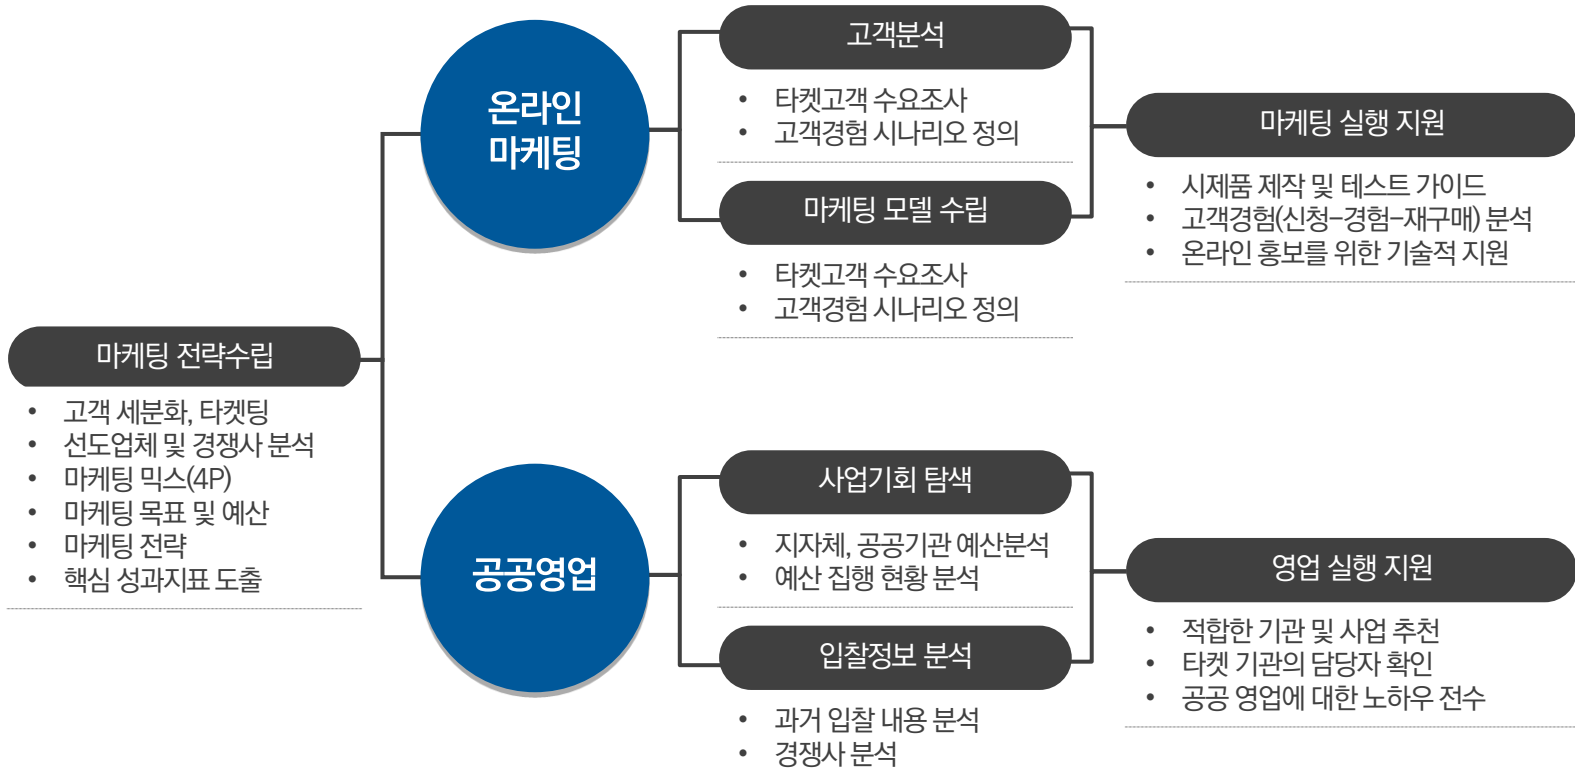 마케팅 전략수립
• 고객 세분화, 타켓팅
• 선도업체 및 경쟁사 분석
• 마케팅 믹스(4P)
• 마케팅 목표 및 예산
• 마케팅 전략
• 핵심 성과지표 도출
온라인
마케팅
고객분석
• 타켓고객 수요조사
• 고객경험 시나리오 정의
마케팅 모델 수립
• 타켓고객 수요조사
• 고객경험 시나리오 정의
마케팅 실행 지원
• 시제품 제작 및 테스트 가이드
• 고객경험(신청-경험-재구매) 분석
• 온라인 홍보를 위한 기술적 지원
공공영업
사업기회 탐색
• 지자체, 공공기관 예산분석
• 예산 집행 현황 분석
입찰정보 분석
• 과거 입찰 내용 분석
• 경쟁사 분석
영업 실행 지원
• 적합한 기관 및 사업 추천
• 타켓 기관의 담당자 확인
• 공공 영업에 대한 노하우 전수